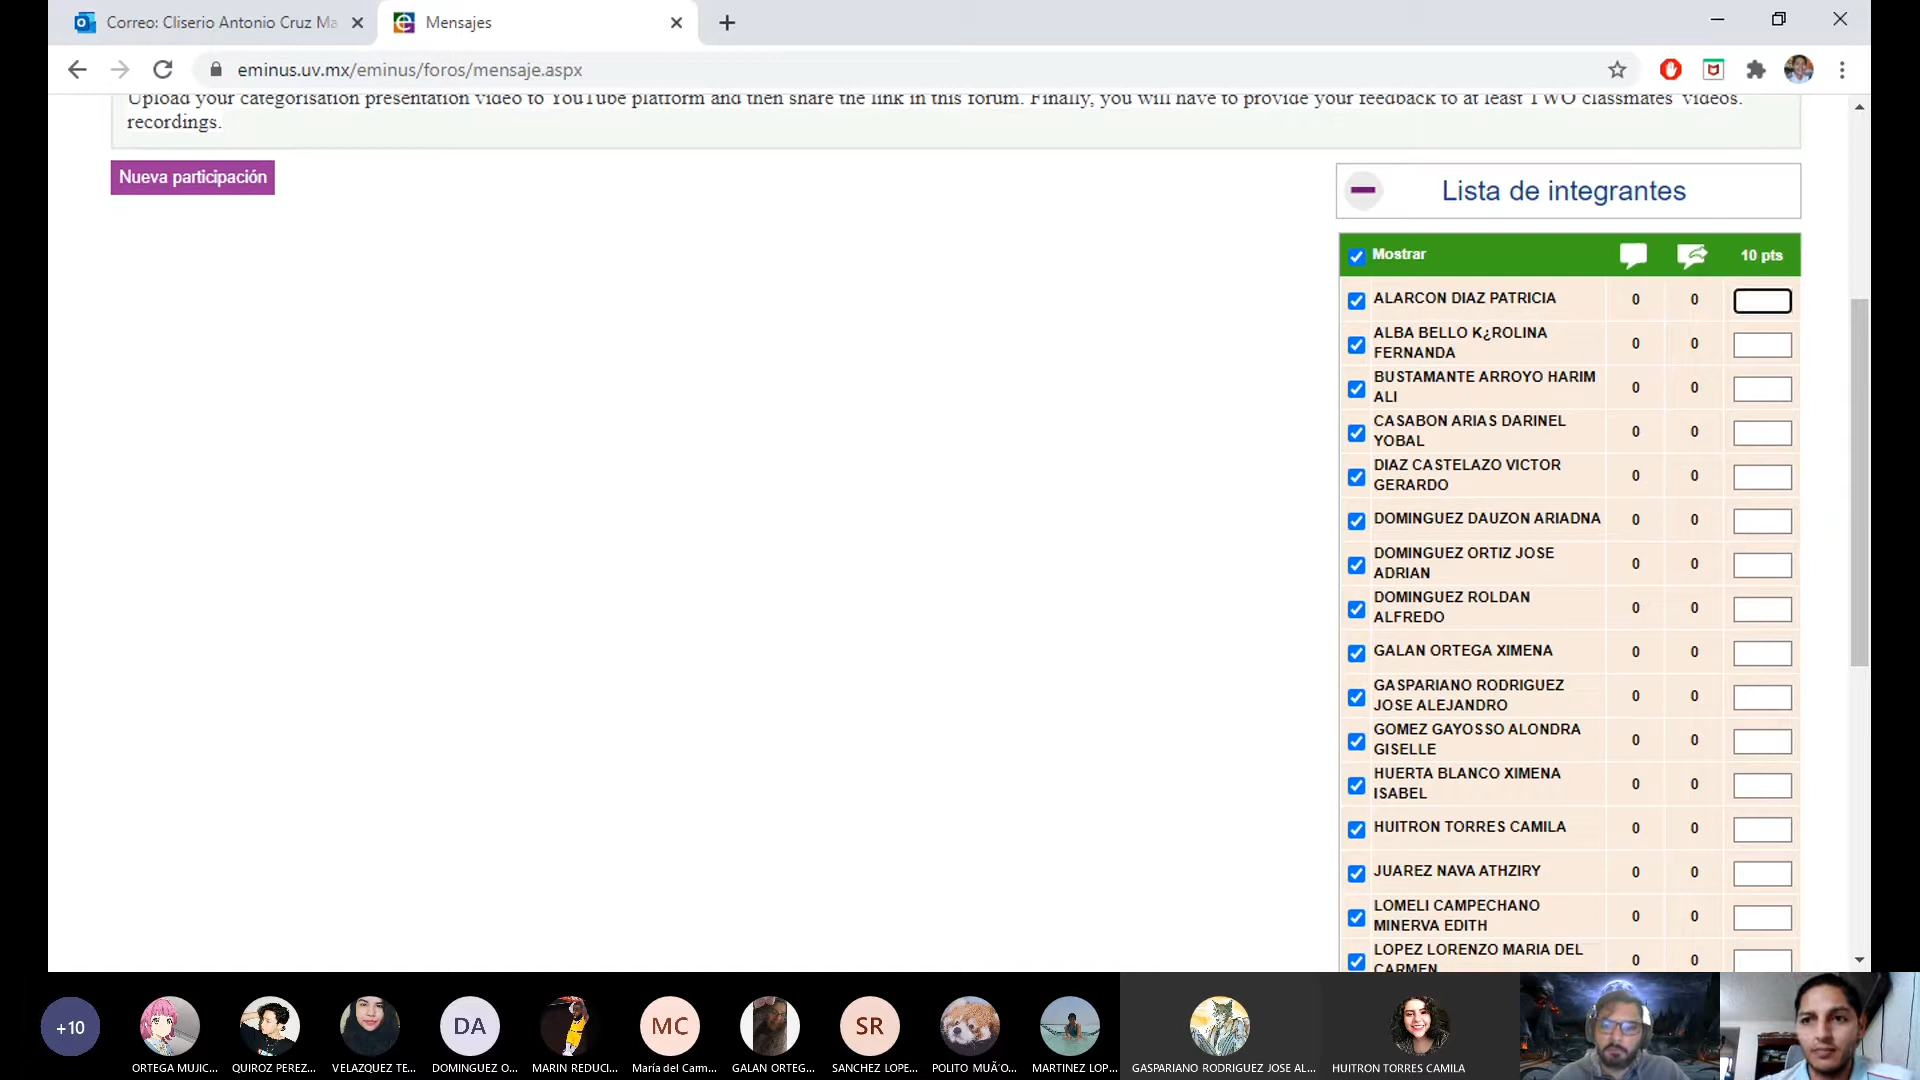 Correo: Cliserio Antonio Cruz Ma
Mensajes
eminus.uv.mx/eminus/foros/mensaje.aspx
Upload your categorisation presentation video to YouTube platform and then share the link in this forum. Finally, you will have to provide your feedback to at least TWO classmates' videos.
recordings.
Nueva participación
Lista de integrantes
Mostrar 10 pts
ALARCON DIAZ PATRICIA 0 0
ALBA BELLO K¿ROLINA
FERNANDA 0 0
BUSTAMANTE ARROYO HARIM
ALI 0 0
CASABON ARIAS DARINEL
YOBAL 0 0
DIAZ CASTELAZO VICTOR
GERARDO 0 0
DOMINGUEZ DAUZON ARIADNA 0 0
DOMINGUEZ ORTIZ JOSE
ADRIAN 0 0
DOMINGUEZ ROLDAN
ALFREDO 0 0
GALAN ORTEGA XIMENA 0 0
GASPARIANO RODRIGUEZ
JOSE ALEJANDRO 0 0
GOMEZ GAYOSSO ALONDRA
GISELLE 0 0
HUERTA BLANCO XIMENA
ISABEL 0 0
HUITRON TORRES CAMILA 0 0
JUAREZ NAVA ATHZIRY 0 0
LOMELI CAMPECHANO
MINERVA EDITH 0 0
LOPEZ LORENZO MARIA DEL
CARMEN 0 0
+10 DA MC SR
ORTEGA MUJIC... QUIROZ PEREZ... VELAZQUEZ TE... DOMINGUEZ O... MARIN REDUCI... María del Carm... GALAN ORTEG... SANCHEZ LOPE... POLITO MUÃ'O... MARTINEZ LOP... GASPARIANO RODRIGUEZ JOSE AL... HUITRON TORRES CAMILA